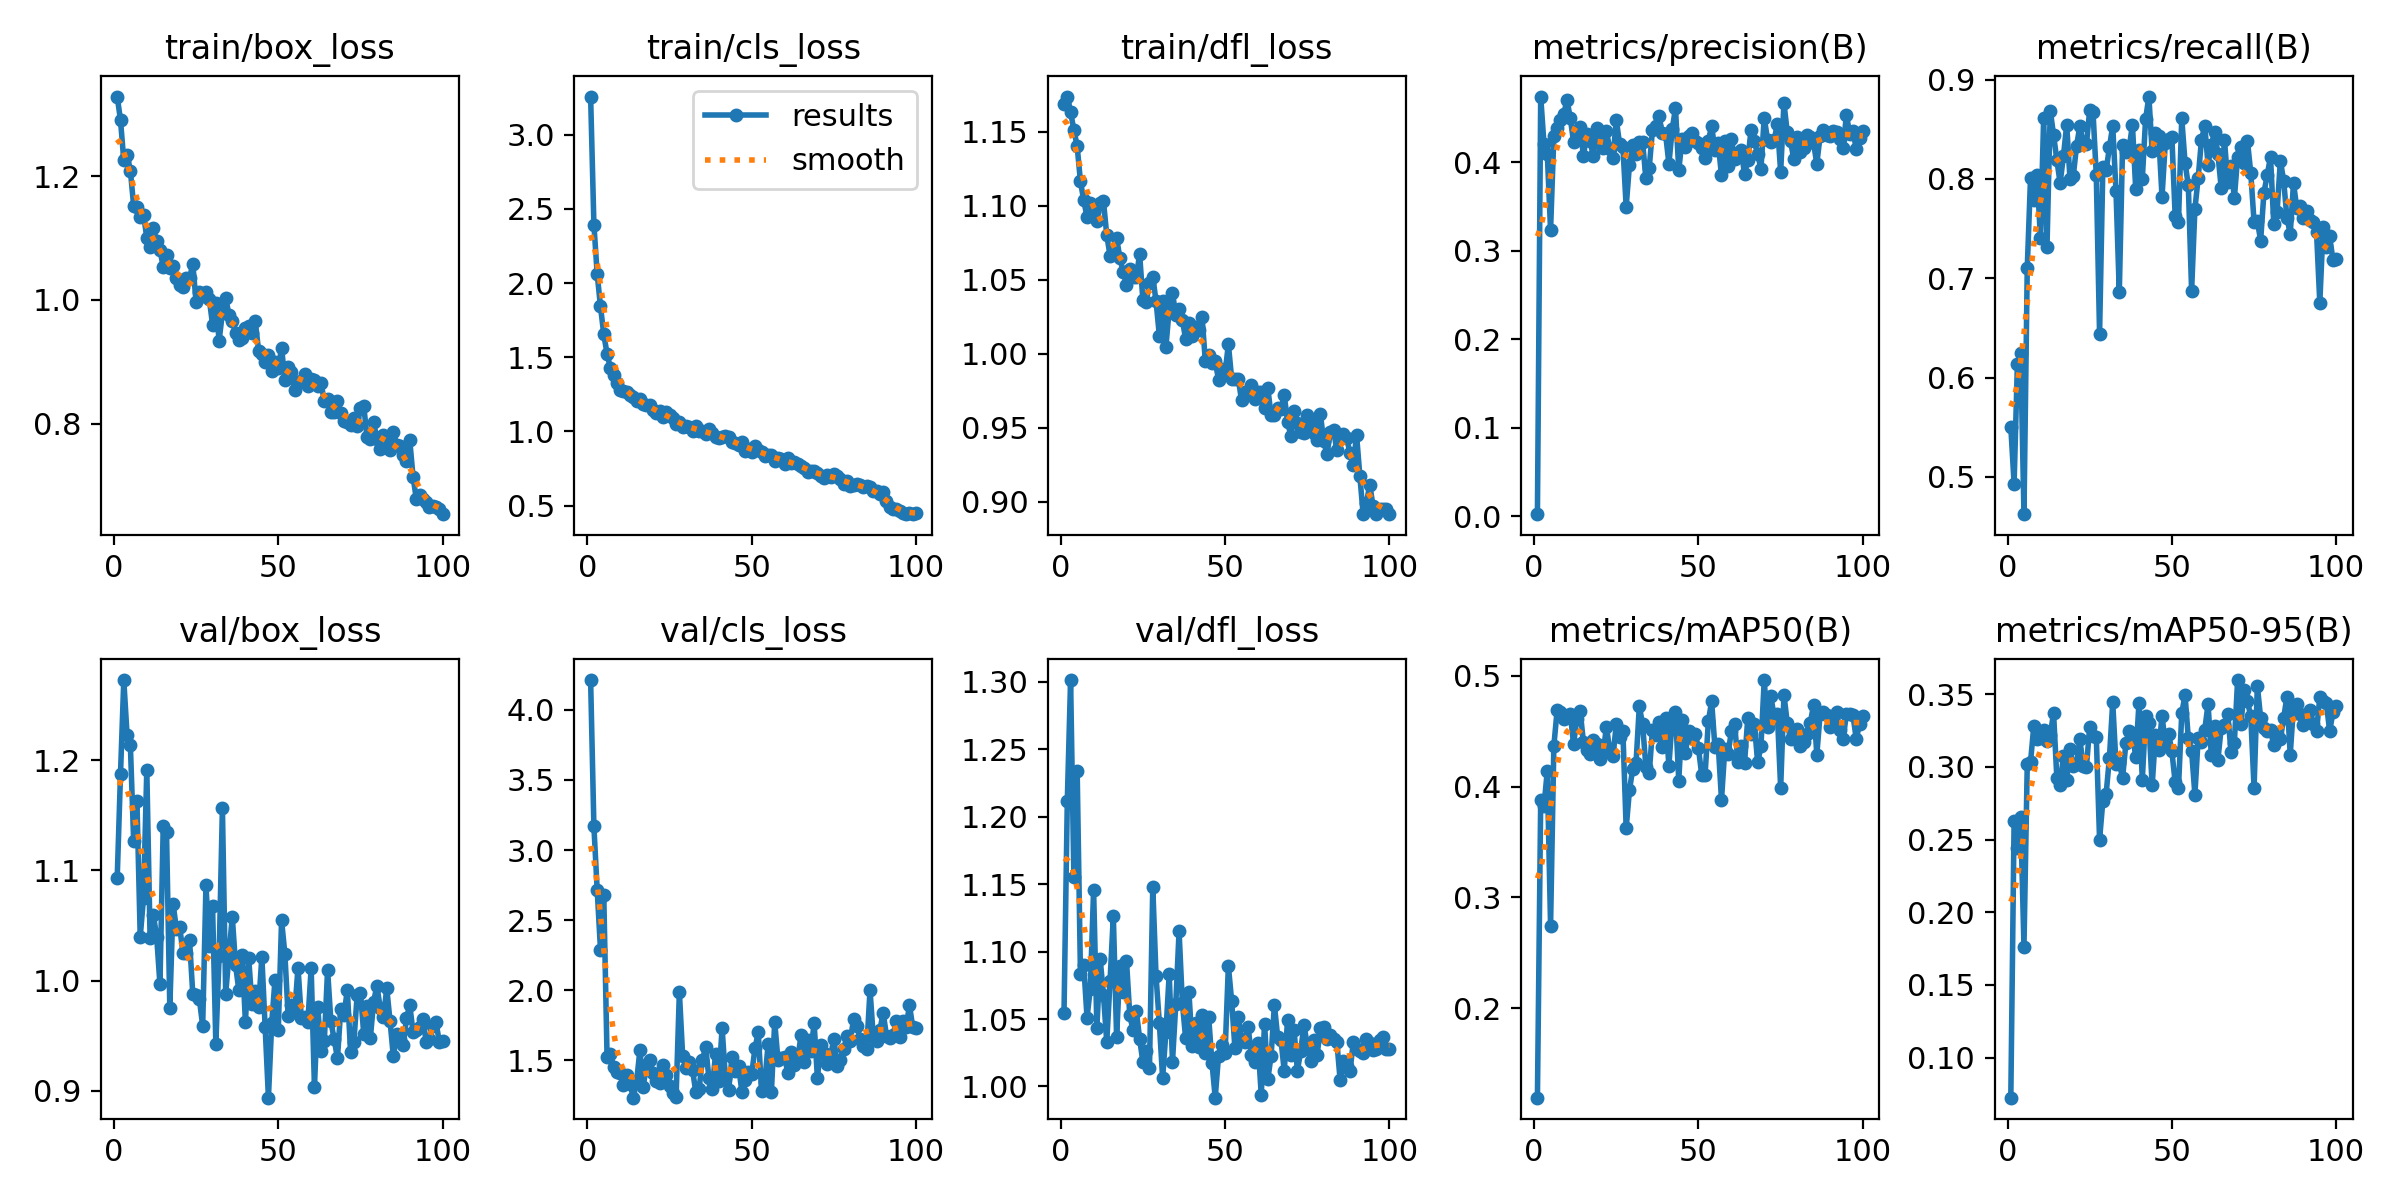 train/box_loss
1.2
1.0
0.8
0 50 100
train/cls_loss
results
smooth
3.0
2.5
2.0
1.5
1.0
0.5
0 50 100
train/dfl_loss
1.15
1.10
1.05
1.00
0.95
0.90
0 50 100
metrics/precision(B)
0.4
0.3
0.2
0.1
0.0
0 50 100
metrics/recall(B)
0.9
0.8
0.7
0.6
0.5
0 50 100
val/box_loss
1.2
1.1
1.0
0.9
0 50 100
val/cls_loss
4.0
3.5
3.0
2.5
2.0
1.5
0 50 100
val/dfl_loss
1.30
1.25
1.20
1.15
1.10
1.05
1.00
0 50 100
metrics/mAP50(B)
0.5
0.4
0.3
0.2
0 50 100
metrics/mAP50-95(B)
0.35
0.30
0.25
0.20
0.15
0.10
0 50 100